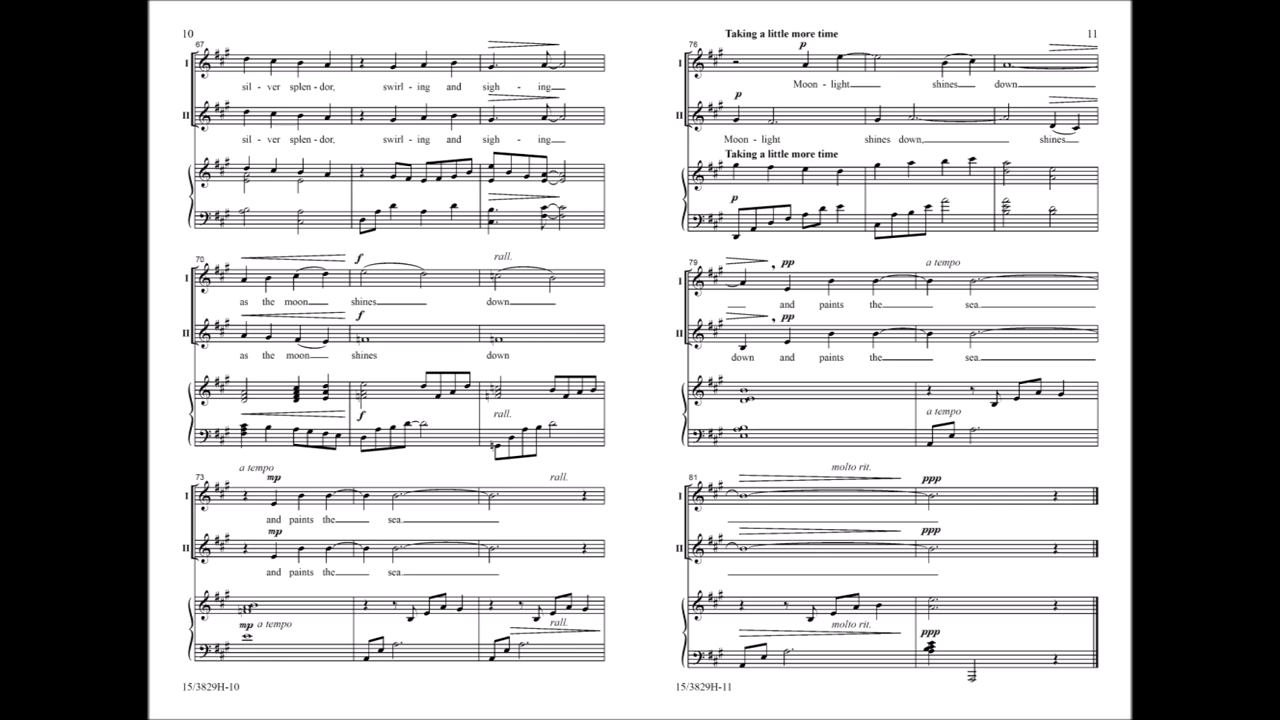 10
67
I
sil - ver splen - dor, swirl - ing and sigh - ing
II
sil - ver splen - dor, swirl - ing and sigh - ing
70
f
rall.
I
as the moon shines down
f
II
as the moon shines down
f
rall.
73
a tempo
mp
rall.
I
and paints the sea
mp
II
and paints the sea
mp a tempo
rall.
15/3829H-10
Taking a little more time
11
76
p
I
Moon - light shines down
p
II
Moon - light shines down, shines
Taking a little more time
p
79
, pp
a tempo
I
and paints the sea
, pp
II
down and paints the sea
a tempo
81
molto rit.
ppp
I
ppp
II
molto rit.
ppp
15/3829H-11